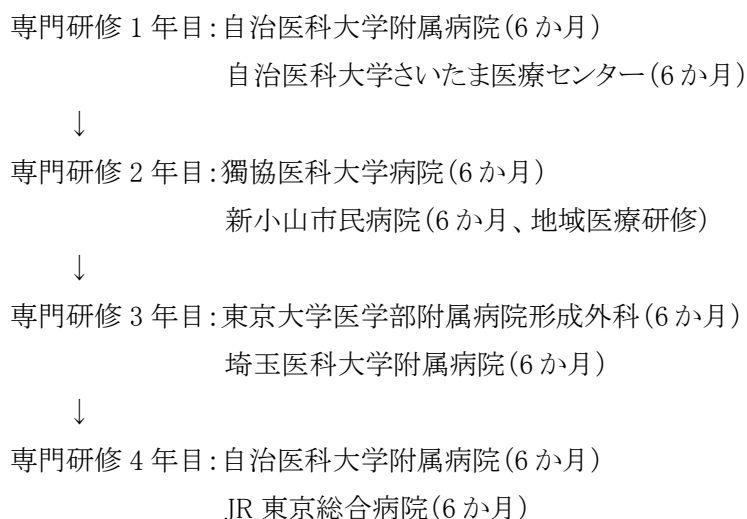 専門研修 1 年目：自治医科大学附属病院（6 か月）
自治医科大学さいたま医療センター（6 か月）
↓
専門研修 2 年目：獨協医科大学病院（6 か月）
新小山市民病院（6 か月、地域医療研修）
↓
専門研修 3 年目：東京大学医学部附属病院形成外科（6 か月）
埼玉医科大学附属病院（6 か月）
↓
専門研修 4 年目：自治医科大学附属病院（6 か月）
JR 東京総合病院（6 か月）